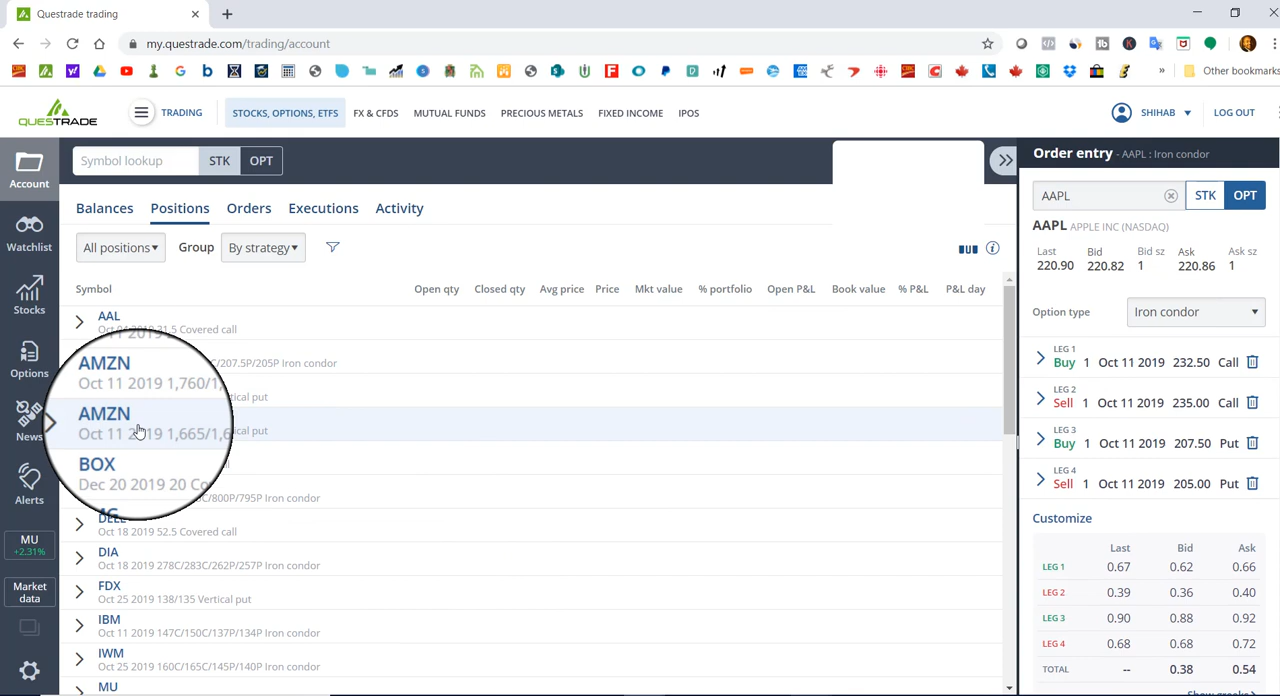 Questrade trading
my.questrade.com/trading/account
Other bookmarks
QUESTRADE
TRADING
STOCKS, OPTIONS, ETFS
FX & CFDS
MUTUAL FUNDS
PRECIOUS METALS
FIXED INCOME
IPOS
SHIHAB
LOG OUT
Account
Watchlist
Stocks
Options
News
Alerts
MU
+2.31%
Market
data
Symbol lookup
STK
OPT
Balances
Positions
Orders
Executions
Activity
All positions
Group
By strategy
Symbol
Open qty
Closed qty
Avg price
Price
Mkt value
% portfolio
Open P&L
Book value
% P&L
P&L day
AAL
2019 31.5 Covered call
AMZN
Oct 11 2019 1,760/1,
C/207.5P/205P Iron condor
AMZN
Oct 11 2019 1,665/1,6
put
put
BOX
Dec 20 2019 20 Co
C/800P/795P Iron condor
DELL
Oct 18 2019 52.5 Covered call
DIA
Oct 18 2019 278C/283C/262P/257P Iron condor
FDX
Oct 25 2019 138/135 Vertical put
IBM
Oct 11 2019 147C/150C/137P/134P Iron condor
IWM
Oct 25 2019 160C/165C/145P/140P Iron condor
MU
Order entry - AAPL : Iron condor
AAPL
STK
OPT
AAPL APPLE INC (NASDAQ)
Last Bid Bid sz Ask Ask sz
220.90 220.82 1 220.86 1
Option type
Iron condor
LEG 1
Buy 1 Oct 11 2019 232.50 Call
LEG 2
Sell 1 Oct 11 2019 235.00 Call
LEG 3
Buy 1 Oct 11 2019 207.50 Put
LEG 4
Sell 1 Oct 11 2019 205.00 Put
Customize
Last Bid Ask
LEG 1 0.67 0.62 0.66
LEG 2 0.39 0.36 0.40
LEG 3 0.90 0.88 0.92
LEG 4 0.68 0.68 0.72
TOTAL -- 0.38 0.54
Show greeks